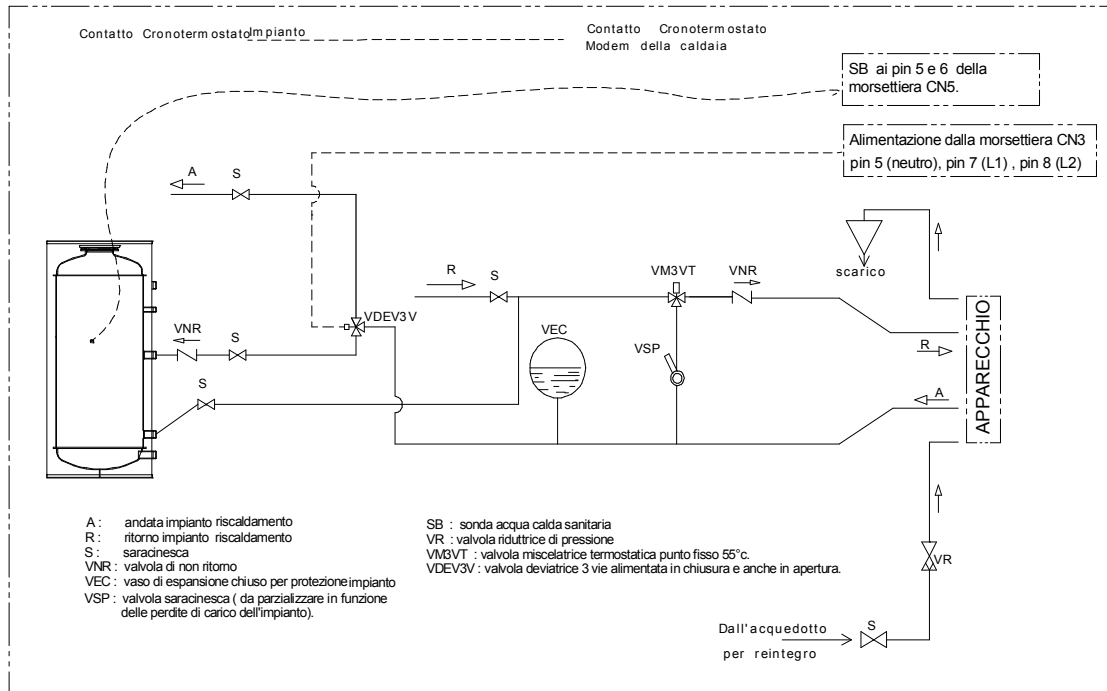 Contatto Cronotermostato Impianto
Contatto Cronotermostato
Modem della caldaia
SB ai pin 5 e 6 della
morsettiera CN5.
Alimentazione dalla morsettiera CN3
pin 5 (neutro), pin 7 (L1) , pin 8 (L2)
A
S
scarico
R
S
VM3VT
VNR
VDEV3V
VNR
S
VEC
VSP
R
S
A
APPARECCHIO
A : andata impianto riscaldamento
R : ritorno impianto riscaldamento
S : saracinesca
VNR : valvola di non ritorno
VEC : vaso di espansione chiuso per protezione impianto
VSP : valvola saracinesca ( da parzializzare in funzione
delle perdite di carico dell'impianto).
SB : sonda acqua calda sanitaria
VR : valvola riduttrice di pressione
VM3VT : valvola miscelatrice termostatica punto fisso 55°c.
VDEV3V : valvola deviatrice 3 vie alimentata in chiusura e anche in apertura.
VR
Dall'acquedotto
per reintegro
S